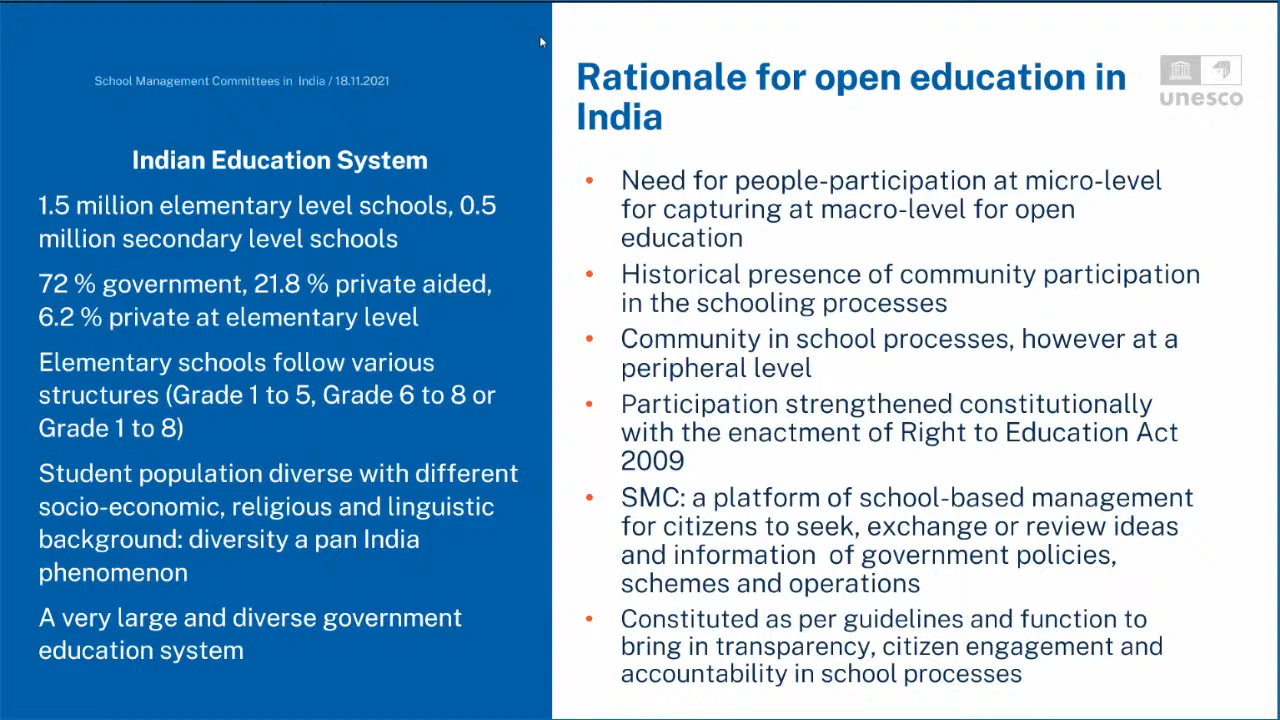 School Management Committees in India / 18.11.2021
Indian Education System
1.5 million elementary level schools, 0.5
million secondary level schools
72 % government, 21.8 % private aided,
6.2 % private at elementary level
Elementary schools follow various
structures (Grade 1 to 5, Grade 6 to 8 or
Grade 1 to 8)
Student population diverse with different
socio-economic, religious and linguistic
background: diversity a pan India
phenomenon
A very large and diverse government
education system
Rationale for open education in
India
unesco
• Need for people-participation at micro-level
for capturing at macro-level for open
education
• Historical presence of community participation
in the schooling processes
• Community in school processes, however at a
peripheral level
• Participation strengthened constitutionally
with the enactment of Right to Education Act
2009
• SMC: a platform of school-based management
for citizens to seek, exchange or review ideas
and information of government policies,
schemes and operations
• Constituted as per guidelines and function to
bring in transparency, citizen engagement and
accountability in school processes